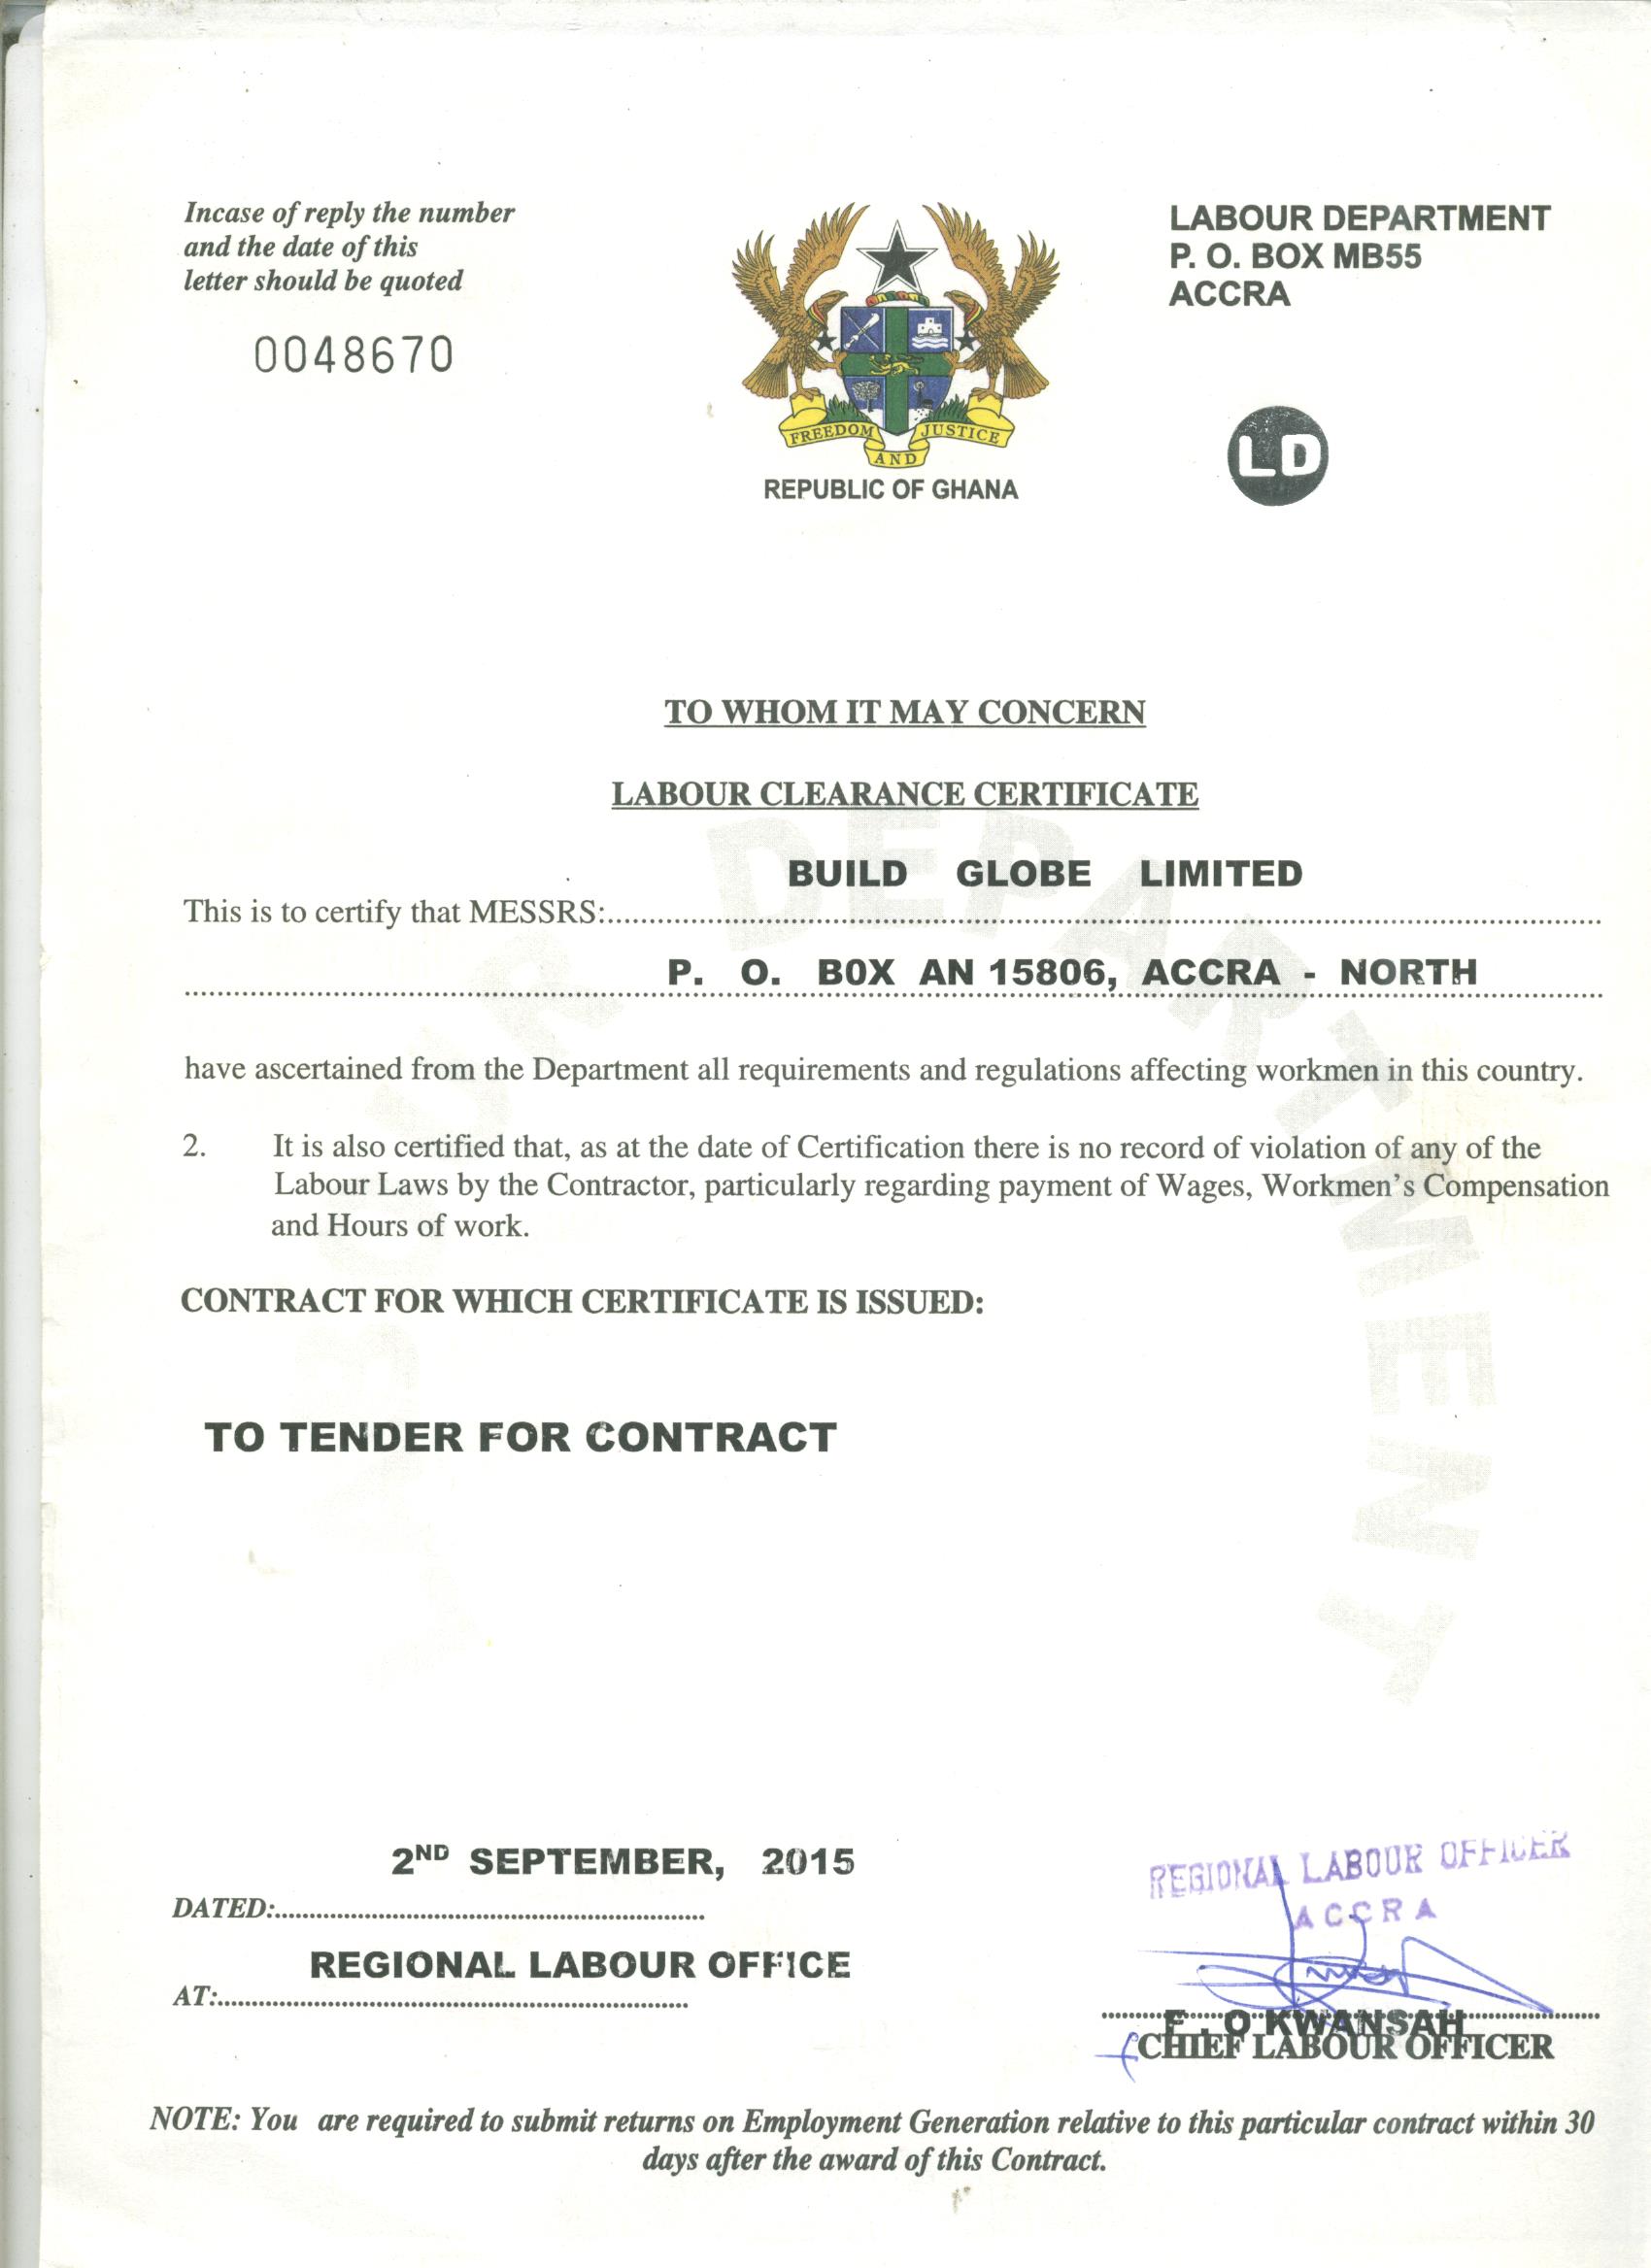 Incase of reply the number
and the date of this
letter should be quoted
0048670
FREEDOM AND JUSTICE
REPUBLIC OF GHANA
LABOUR DEPARTMENT
P. O. BOX MB55
ACCRA
LD
TO WHOM IT MAY CONCERN
LABOUR CLEARANCE CERTIFICATE
BUILD GLOBE LIMITED
This is to certify that MESSRS:
P. O. BOX AN 15806, ACCRA - NORTH
have ascertained from the Department all requirements and regulations affecting workmen in this country.
2. It is also certified that, as at the date of Certification there is no record of violation of any of the
Labour Laws by the Contractor, particularly regarding payment of Wages, Workmen's Compensation
and Hours of work.
CONTRACT FOR WHICH CERTIFICATE IS ISSUED:
TO TENDER FOR CONTRACT
LABOUR DEPARTMENT
2ND SEPTEMBER, 2015
DATED:
REGIONAL LABOUR OFFICE
AT:
REGIONAL LABOUR OFFICER
ACCRA
F. O KWANSAH
CHIEF LABOUR OFFICER
NOTE: You are required to submit returns on Employment Generation relative to this particular contract within 30
days after the award of this Contract.